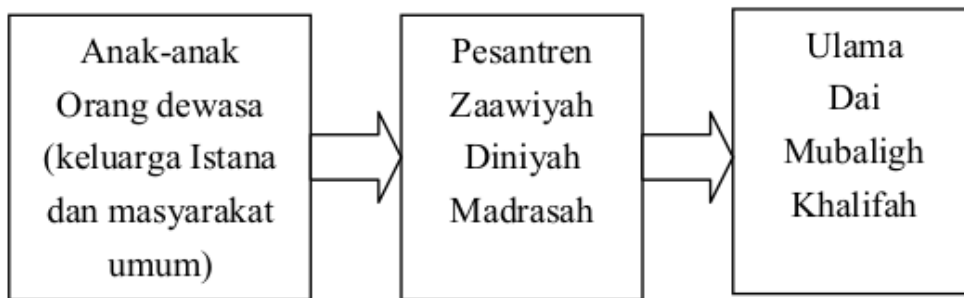 Anak-anak
Orang dewasa
(keluarga Istana
dan masyarakat
umum)
Pesantren
Zaawiyah
Diniyah
Madrasah
Ulama
Dai
Mubaligh
Khalifah